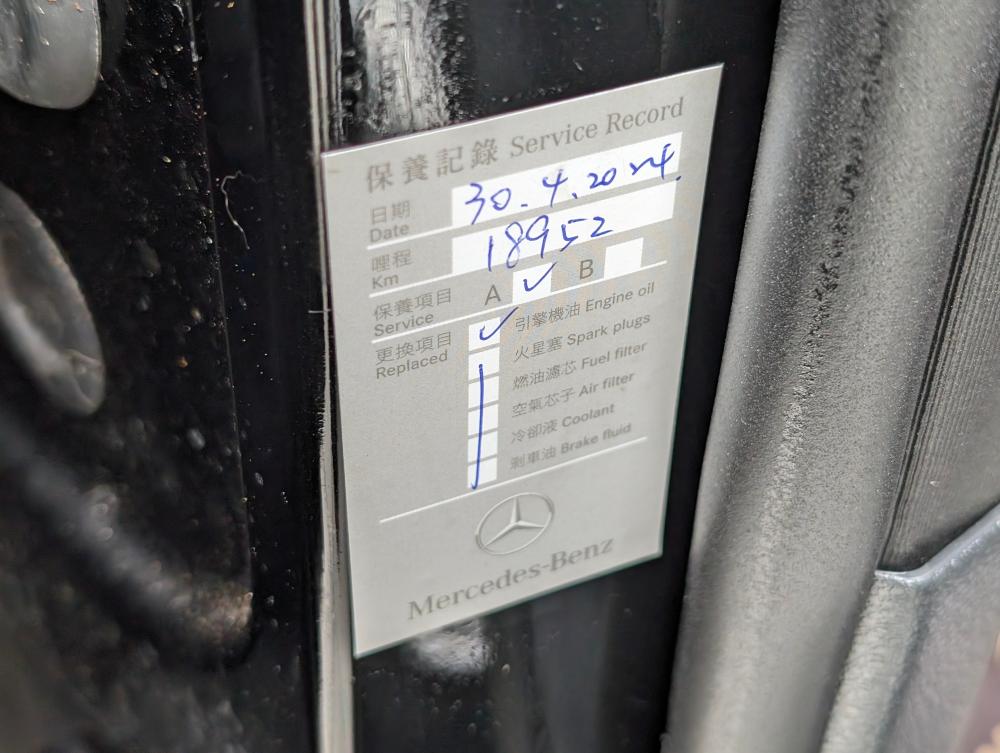 保養記錄 Service Record
日期 30.4.2024.
Date
哩程 18952
Km
保養項目 A ✓ B
Service
更換項目 ✓ 引擎機油 Engine oil
Replaced
火星塞 Spark plugs
燃油濾芯 Fuel filter
空氣芯子 Air filter
冷卻液 Coolant
剎車油 Brake fluid
Mercedes-Benz